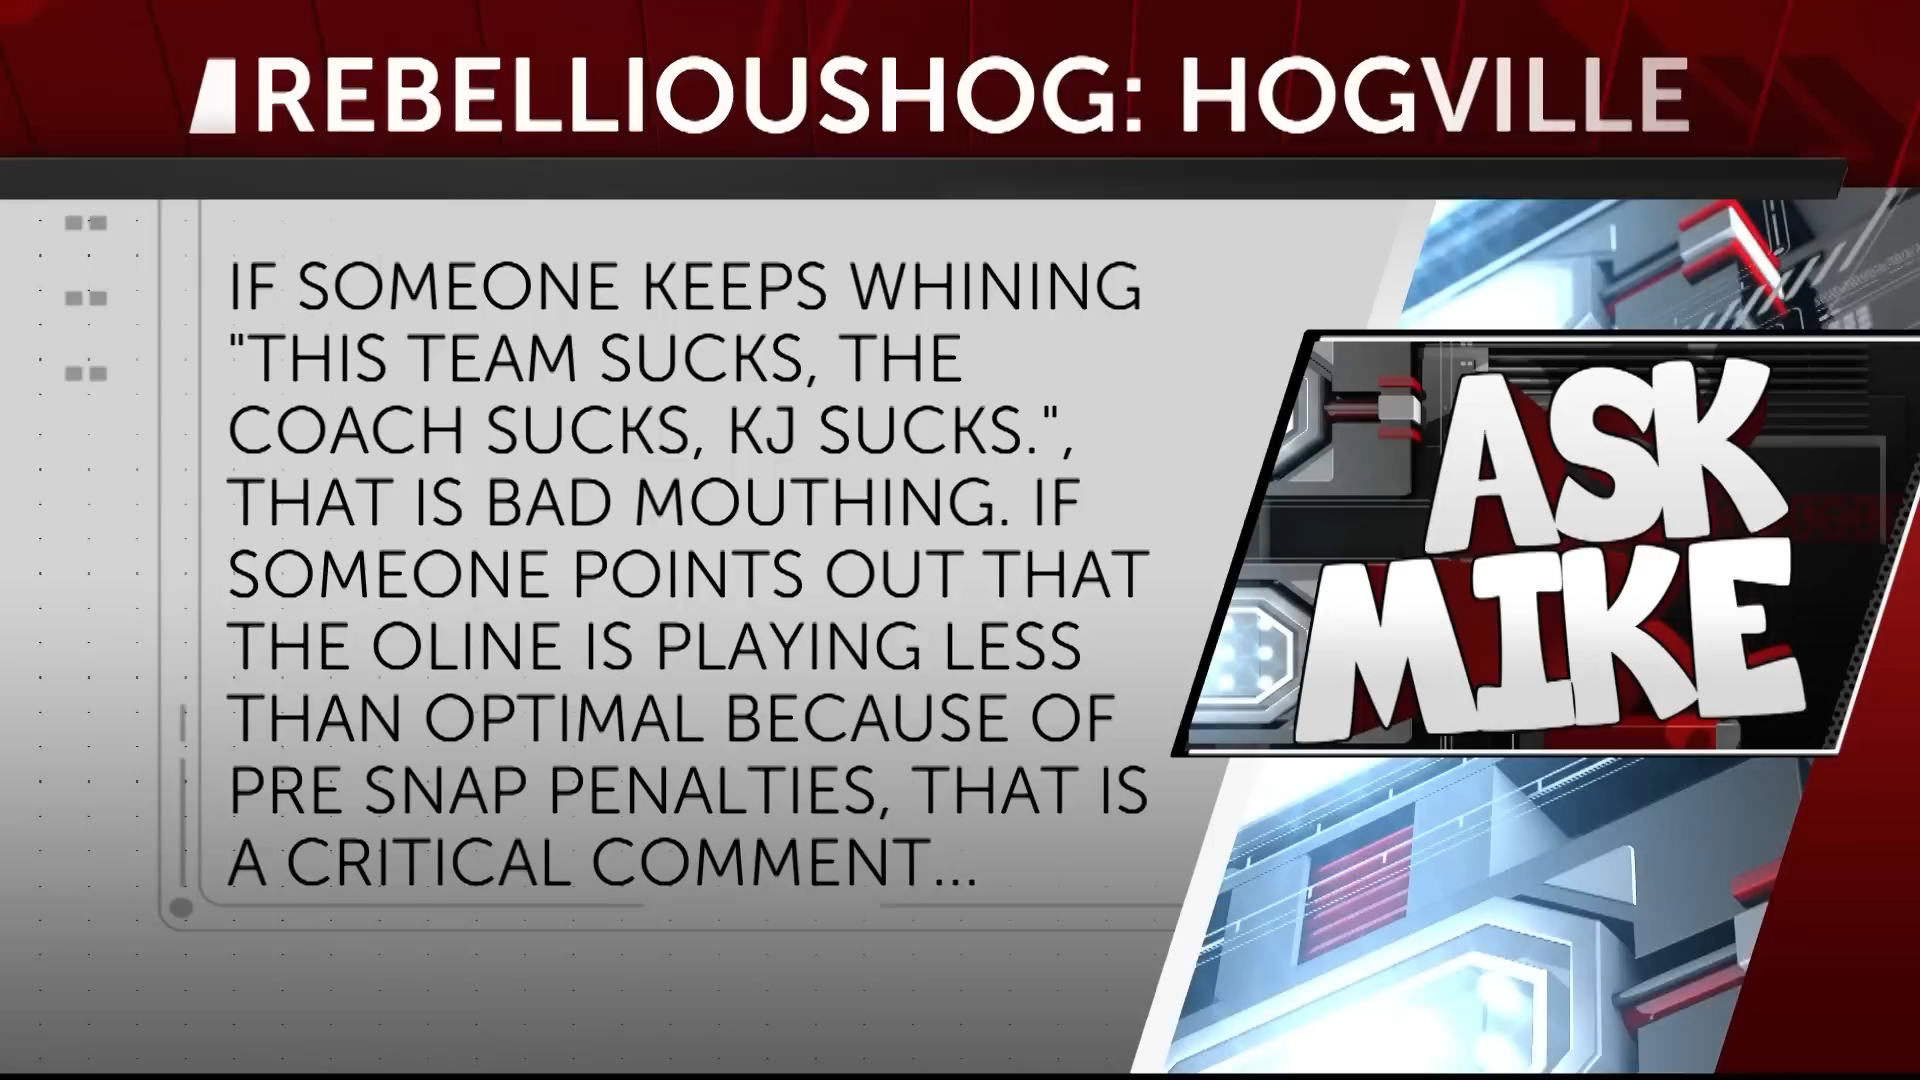 REBELLIOUSHOG: HOGVILLE
IF SOMEONE KEEPS WHINING
"THIS TEAM SUCKS, THE
COACH SUCKS, KJ SUCKS.",
THAT IS BAD MOUTHING. IF
SOMEONE POINTS OUT THAT
THE OLINE IS PLAYING LESS
THAN OPTIMAL BECAUSE OF
PRE SNAP PENALTIES, THAT IS
A CRITICAL COMMENT...
ASK
MIKE